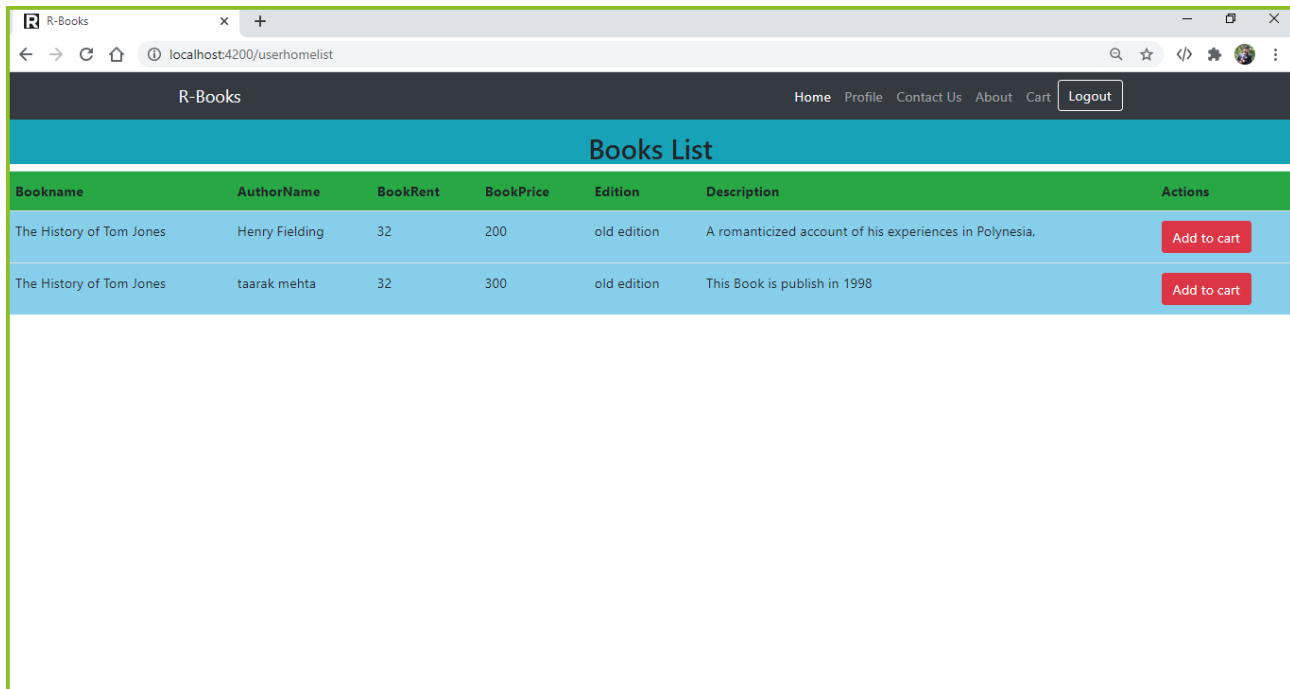 R-Books
localhost:4200/userhomelist
R-Books Home Profile Contact Us About Cart Logout
Books List
Bookname AuthorName BookRent BookPrice Edition Description Actions
The History of Tom Jones Henry Fielding 32 200 old edition A romanticized account of his experiences in Polynesia, Add to cart
The History of Tom Jones taarak mehta 32 300 old edition This Book is publish in 1998 Add to cart